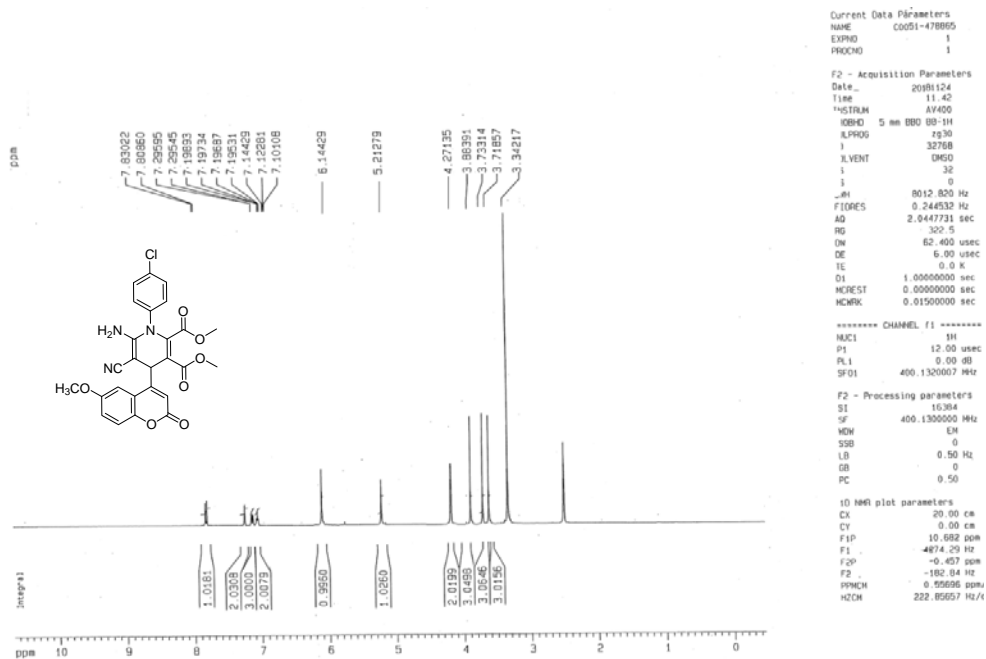 ppm
7.83022
7.80860
7.29595
7.29545
7.19893
7.19734
7.19687
7.19531
7.14429
7.12281
7.10108
6.14429
5.21279
4.27135
3.88391
3.73314
3.71857
3.34217
Cl
H₂N
N
O
O
NC
O
O
H₃CO
O
O
Integral
1.0181
2.0308
3.0000
2.0079
0.9960
1.0260
2.0199
3.0498
3.0646
3.0156
ppm 10 9 8 7 6 5 4 3 2 1 0
Current Data Parameters
NAME C0051-478865
EXPNO 1
PROCNO 1
F2 - Acquisition Parameters
Date_ 20181124
Time 11.42
AV400
5 mm BBO BB-1H
zg30
32768
DMSO
32
0
8012.820 Hz
FIDRES 0.244532 Hz
AQ 2.0447731 sec
RG 322.5
DW 62.400 usec
DE 6.00 usec
TE 0.0 K
D1 1.00000000 sec
MCREST 0.00000000 sec
MCWRK 0.01500000 sec
======== CHANNEL f1 ========
NUC1 1H
P1 12.00 usec
PL1 0.00 dB
SFO1 400.1320007 MHz
F2 - Processing parameters
SI 16384
SF 400.1300000 MHz
WDW EM
SSB 0
LB 0.50 Hz
GB 0
PC 0.50
1D NMR plot parameters
CX 20.00 cm
CY 0.00 cm
F1P 10.682 ppm
F1 4274.29 Hz
F2P -0.457 ppm
F2 -182.84 Hz
PPMCM 0.55696 ppm/
HZCM 222.85657 Hz/c